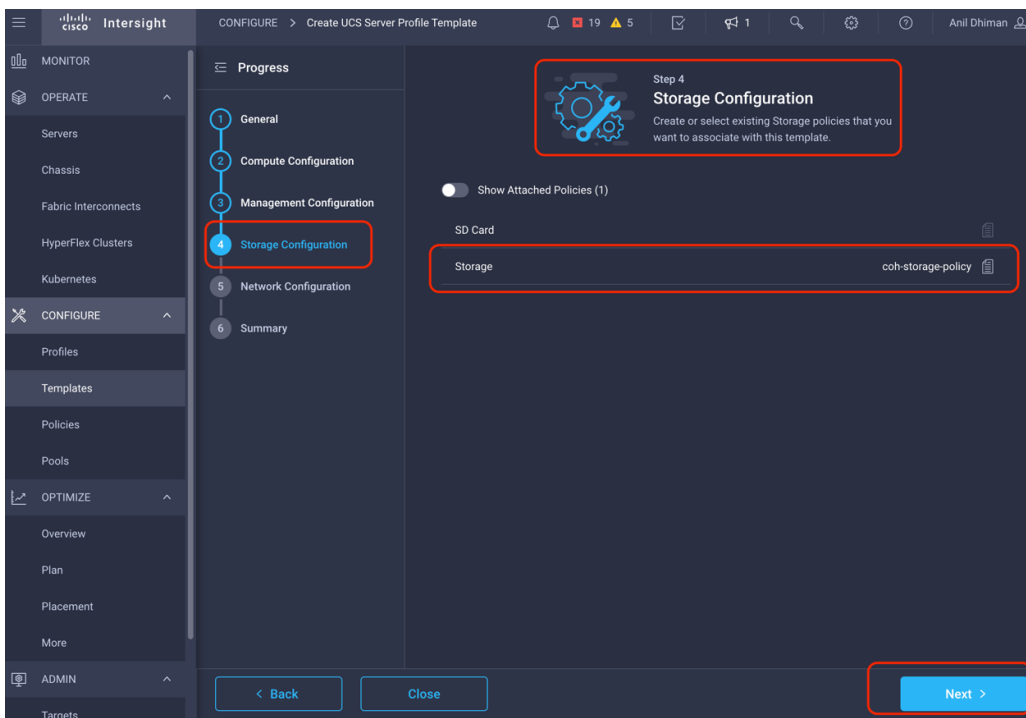 cisco Intersight
CONFIGURE > Create UCS Server Profile Template
19 5
1
Anil Dhiman
MONITOR
OPERATE
Servers
Chassis
Fabric Interconnects
HyperFlex Clusters
Kubernetes
CONFIGURE
Profiles
Templates
Policies
Pools
OPTIMIZE
Overview
Plan
Placement
More
ADMIN
Targets
Progress
1 General
2 Compute Configuration
3 Management Configuration
4 Storage Configuration
5 Network Configuration
6 Summary
Step 4
Storage Configuration
Create or select existing Storage policies that you
want to associate with this template.
Show Attached Policies (1)
SD Card
Storage coh-storage-policy
< Back
Close
Next >